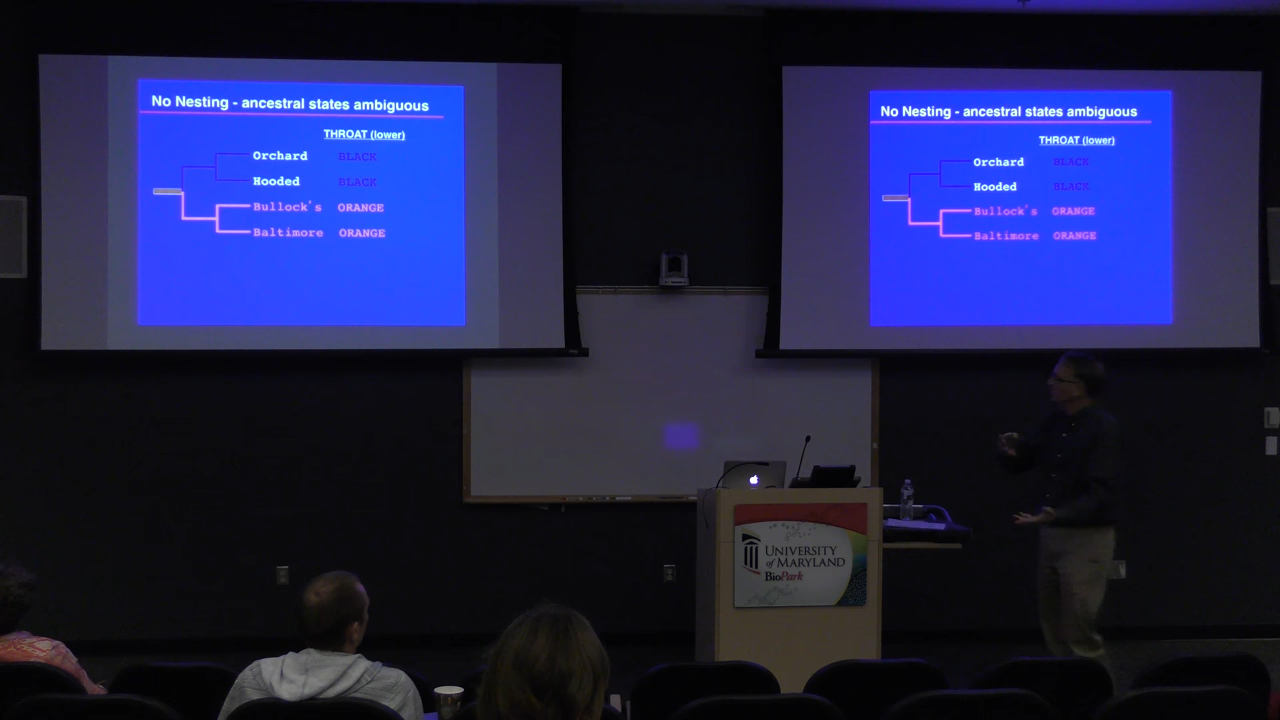 No Nesting - ancestral states ambiguous
THROAT (lower)
Orchard BLACK
Hooded BLACK
Bullock's ORANGE
Baltimore ORANGE
No Nesting - ancestral states ambiguous
THROAT (lower)
Orchard BLACK
Hooded BLACK
Bullock's ORANGE
Baltimore ORANGE
UNIVERSITY
of MARYLAND
BioPark